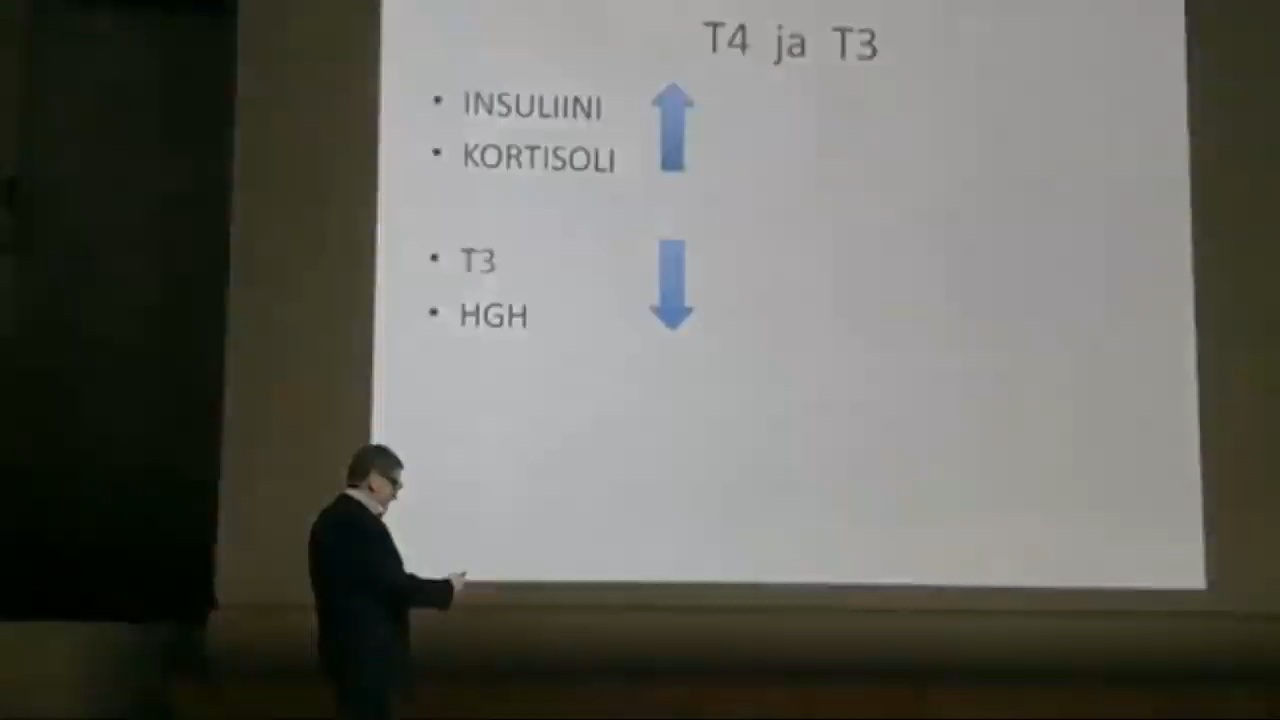 T4 ja T3
• INSULIINI
• KORTISOLI
• T3
• HGH